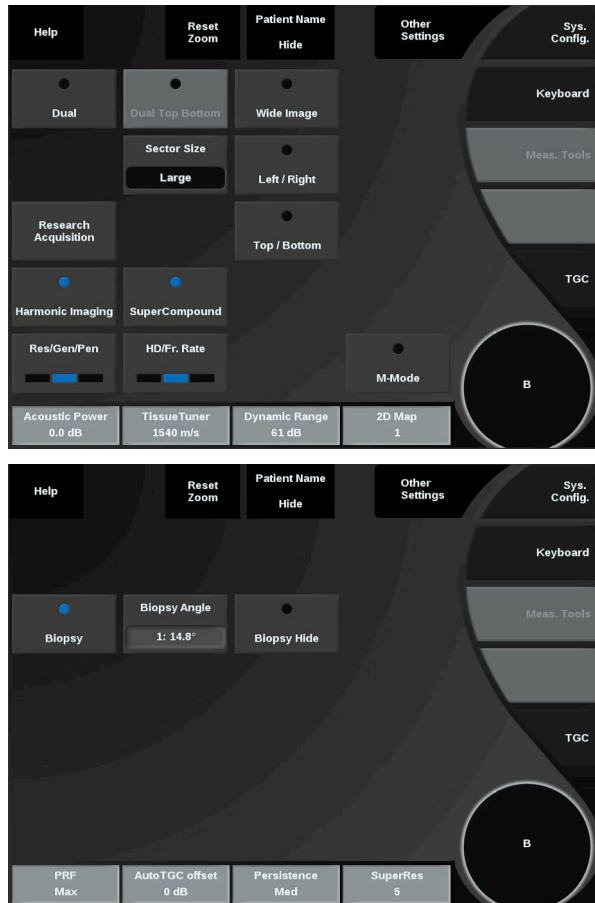 Help
Reset
Zoom
Patient Name
Hide
Other
Settings
Sys.
Config.
Dual
Dual Top Bottom
Wide Image
Keyboard
Sector Size
Large
Left / Right
Meas. Tools
Research
Acquisition
Top / Bottom
TGC
Harmonic Imaging
SuperCompound
Res/Gen/Pen
HD/Fr. Rate
M-Mode
B
Acoustic Power
0.0 dB
TissueTuner
1540 m/s
Dynamic Range
61 dB
2D Map
1
Help
Reset
Zoom
Patient Name
Hide
Other
Settings
Sys.
Config.
Keyboard
Biopsy
Biopsy Angle
1: 14.8°
Biopsy Hide
Meas. Tools
TGC
B
PRF
Max
AutoTGC offset
0 dB
Persistence
Med
SuperRes
5